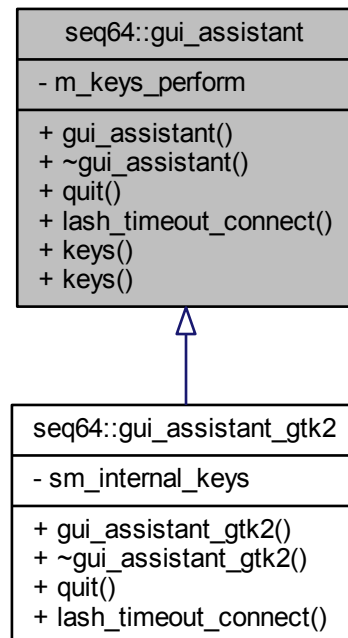 seq64::gui_assistant
- m_keys_perform
+ gui_assistant()
+ ~gui_assistant()
+ quit()
+ lash_timeout_connect()
+ keys()
+ keys()
seq64::gui_assistant_gtk2
- sm_internal_keys
+ gui_assistant_gtk2()
+ ~gui_assistant_gtk2()
+ quit()
+ lash_timeout_connect()